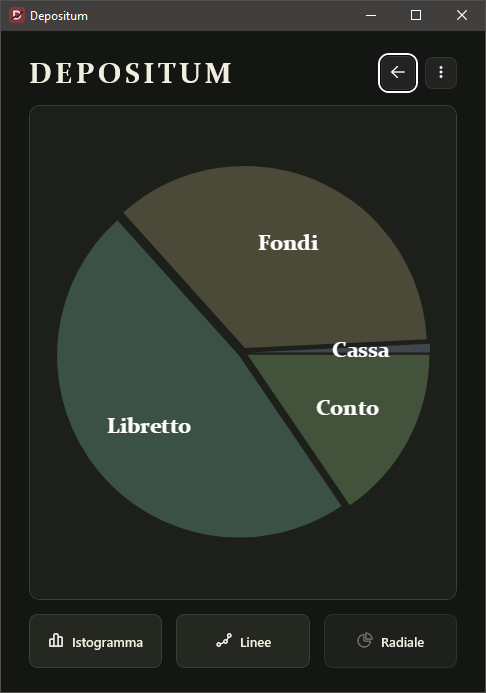 Depositum
DEPOSITUM
Fondi
Cassa
Conto
Libretto
Istogramma
Linee
Radiale